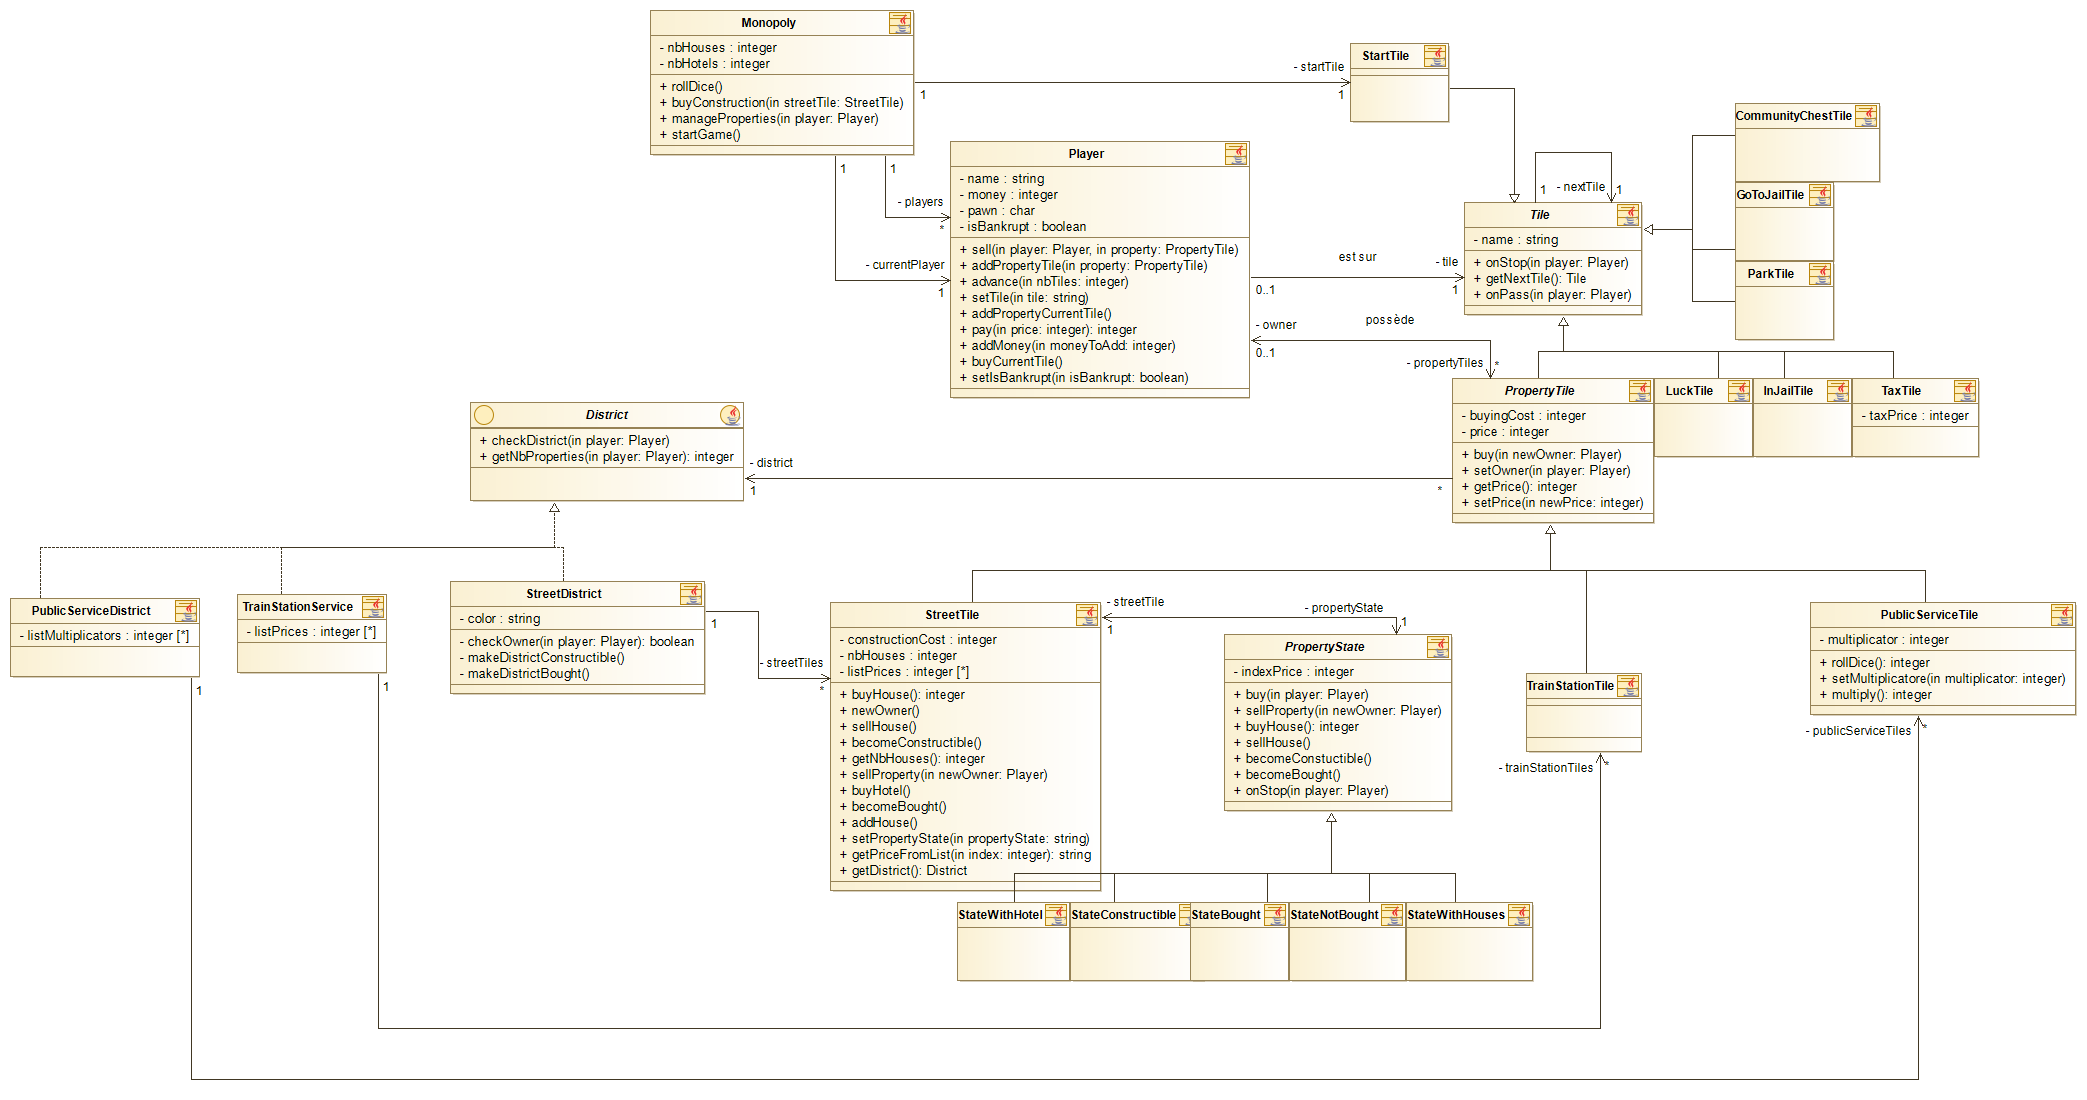 Monopoly
- nbHouses : integer
- nbHotels : integer
+ rollDice()
+ buyConstruction(in streetTile: StreetTile)
+ manageProperties(in player: Player)
+ startGame()
1
- startTile
1
StartTile
1
1
- players
*
- currentPlayer
1
Player
- name : string
- money : integer
- pawn : char
- isBankrupt : boolean
+ sell(in player: Player, in property: PropertyTile)
+ addPropertyTile(in property: PropertyTile)
+ advance(in nbTiles: integer)
+ setTile(in tile: string)
+ addPropertyCurrentTile()
+ pay(in price: integer): integer
+ addMoney(in moneyToAdd: integer)
+ buyCurrentTile()
+ setIsBankrupt(in isBankrupt: boolean)
est sur
- tile
0..1
1
possède
- owner
0..1
- propertyTiles
*
1
- nextTile
1
Tile
- name : string
+ onStop(in player: Player)
+ getNextTile(): Tile
+ onPass(in player: Player)
CommunityChestTile
GoToJailTile
ParkTile
PropertyTile
- buyingCost : integer
- price : integer
+ buy(in newOwner: Player)
+ setOwner(in player: Player)
+ getPrice(): integer
+ setPrice(in newPrice: integer)
LuckTile
InJailTile
TaxTile
- taxPrice : integer
District
+ checkDistrict(in player: Player)
+ getNbProperties(in player: Player): integer
- district
1
*
PublicServiceDistrict
- listMultiplicators : integer [*]
1
TrainStationService
- listPrices : integer [*]
1
StreetDistrict
- color : string
- checkOwner(in player: Player): boolean
- makeDistrictConstructible()
- makeDistrictBought()
1
- streetTiles
*
StreetTile
- constructionCost : integer
- nbHouses : integer
- listPrices : integer [*]
+ buyHouse(): integer
+ newOwner()
+ sellHouse()
+ becomeConstructible()
+ getNbHouses(): integer
+ sellProperty(in newOwner: Player)
+ buyHotel()
+ becomeBought()
+ addHouse()
+ setPropertyState(in propertyState: string)
+ getPriceFromList(in index: integer): string
+ getDistrict(): District
- streetTile
1
- propertyState
1
PropertyState
- indexPrice : integer
+ buy(in player: Player)
+ sellProperty(in newOwner: Player)
+ buyHouse(): integer
+ sellHouse()
+ becomeConstuctible()
+ becomeBought()
+ onStop(in player: Player)
TrainStationTile
- trainStationTiles
*
PublicServiceTile
- multiplicator : integer
+ rollDice(): integer
+ setMultiplicatore(in multiplicator: integer)
+ multiply(): integer
- publicServiceTiles
*
StateWithHotel
StateConstructible
StateBought
StateNotBought
StateWithHouses